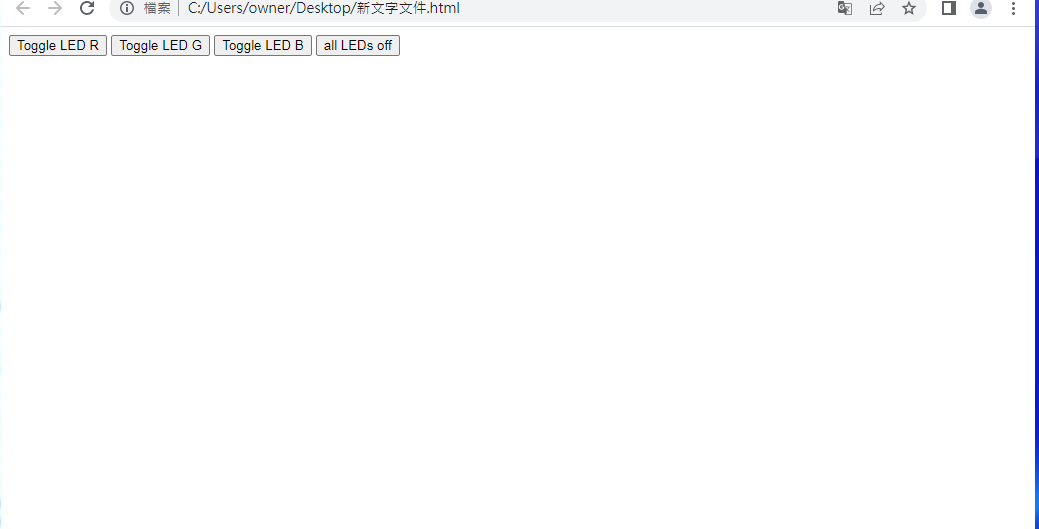 檔案 C:/Users/owner/Desktop/新文字文件.html
Toggle LED R Toggle LED G Toggle LED B all LEDs off